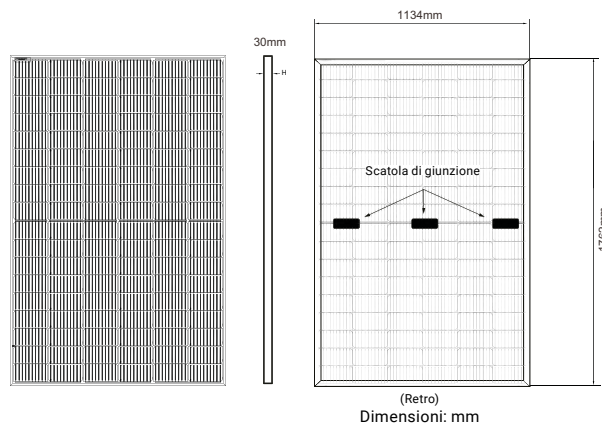 1134mm
30mm
H
Scatola di giunzione
(Retro)
Dimensioni: mm